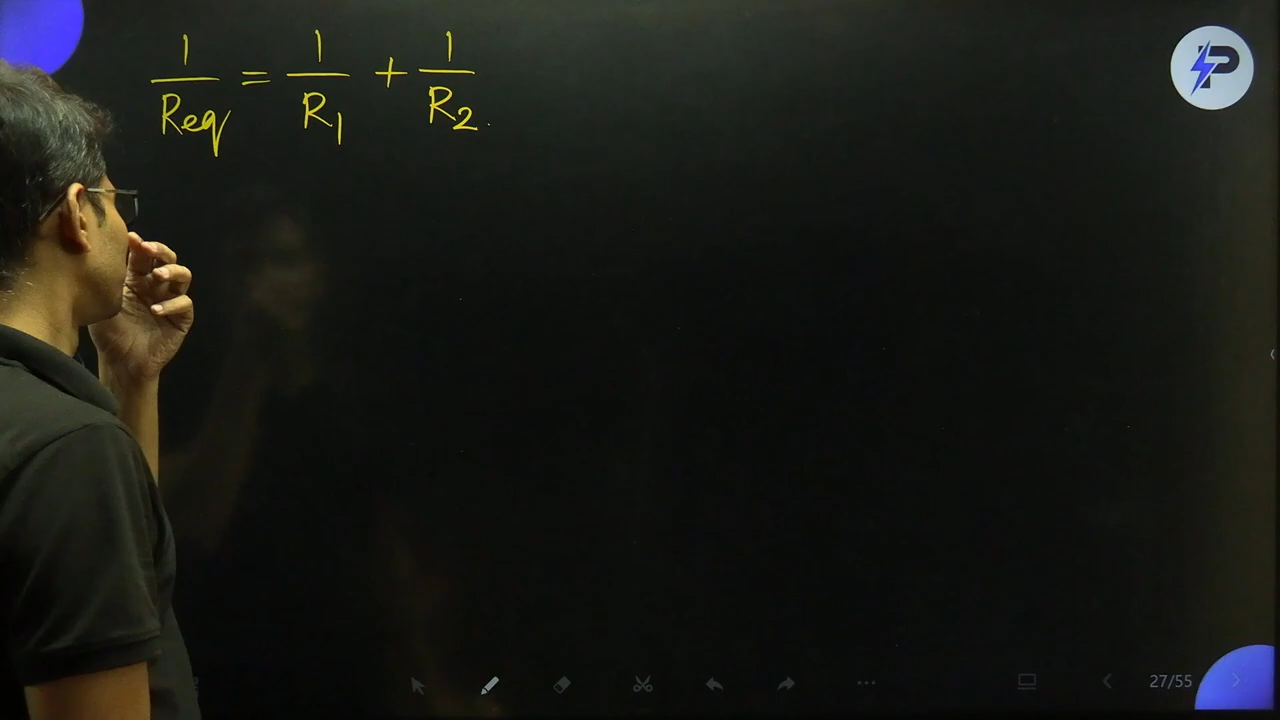 1/Req = 1/R1 + 1/R2.
P
27/55